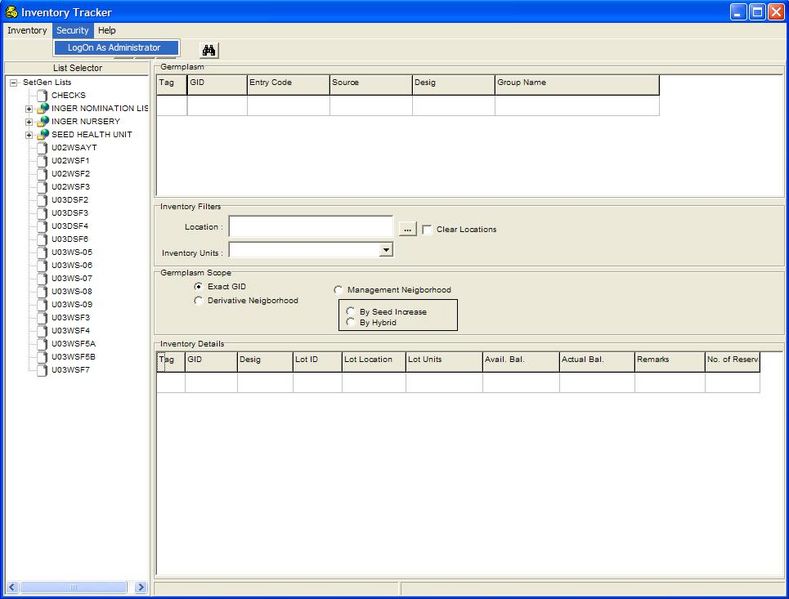 Inventory Tracker
Inventory Security Help
LogOn As Administrator
List Selector
SetGen Lists
CHECKS
INGER NOMINATION LIS
INGER NURSERY
SEED HEALTH UNIT
U02WSAYT
U02WSF1
U02WSF2
U02WSF3
U03DSF2
U03DSF3
U03DSF4
U03DSF6
U03WS-05
U03WS-06
U03WS-07
U03WS-08
U03WS-09
U03WSF3
U03WSF4
U03WSF5A
U03WSF5B
U03WSF7
Germplasm
Tag GID Entry Code Source Desig Group Name
Inventory Filters
Location :
... Clear Locations
Inventory Units :
Germplasm Scope
Exact GID
Derivative Neigborhood
Management Neigborhood
By Seed Increase
By Hybrid
Inventory Details
Tag GID Desig Lot ID Lot Location Lot Units Avail. Bal. Actual Bal. Remarks No. of Reserv